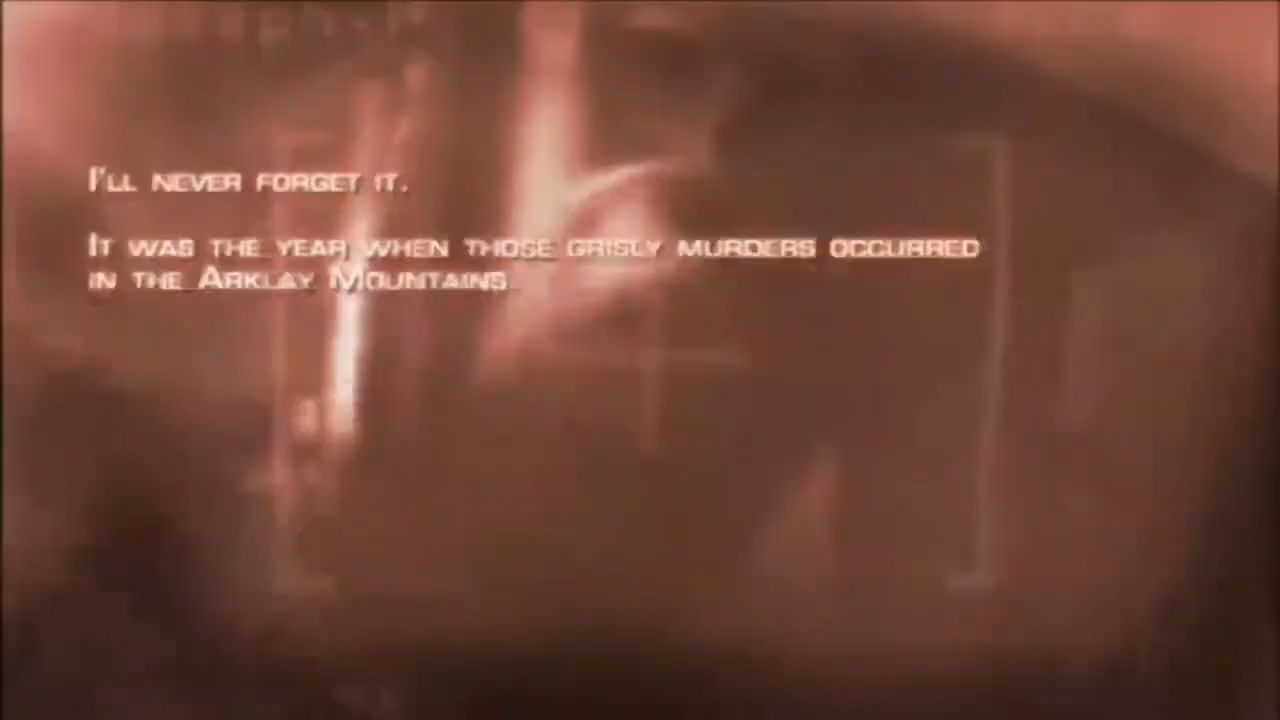 I'll never forget it.
It was the year when those grisly murders occurred
in the Arklay Mountains.